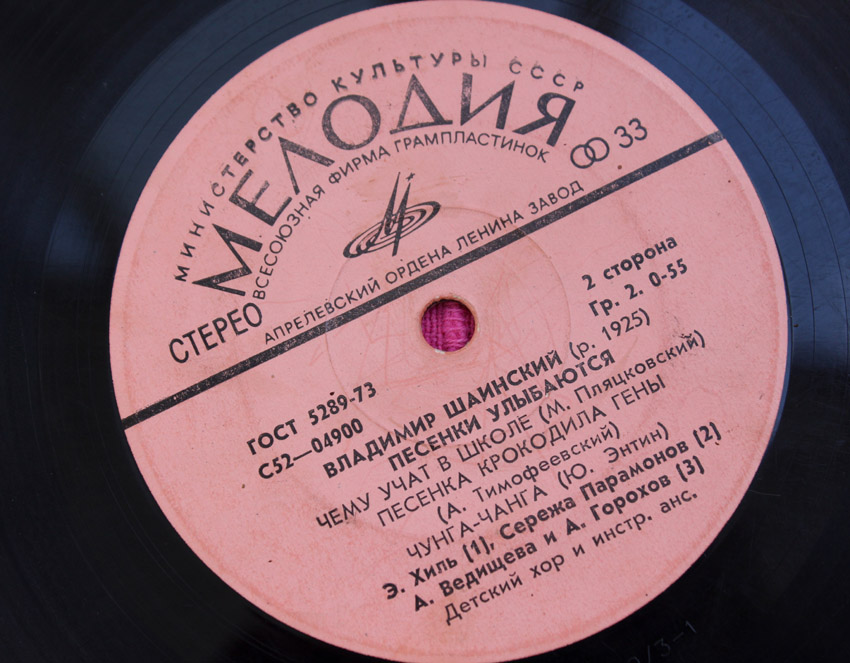 МИНИСТЕРСТВО КУЛЬТУРЫ СССР
МЕЛОДИЯ
ВСЕСОЮЗНАЯ ФИРМА ГРАМПЛАСТИНОК
33
СТЕРЕО
АПРЕЛЕВСКИЙ ОРДЕНА ЛЕНИНА ЗАВОД
ГОСТ 5289-73
2 сторона
С52—04900
Гр. 2. 0-55
ВЛАДИМИР ШАИНСКИЙ (р. 1925)
ПЕСЕНКИ УЛЫБАЮТСЯ
ЧЕМУ УЧАТ В ШКОЛЕ (М. Пляцковский)
ПЕСЕНКА КРОКОДИЛА ГЕНЫ
(А. Тимофеевский)
ЧУНГА-ЧАНГА (Ю. Энтин)
Э. Хиль (1), Сережа Парамонов (2)
А. Ведищева и А. Горохов (3)
Детский хор и инстр. анс.